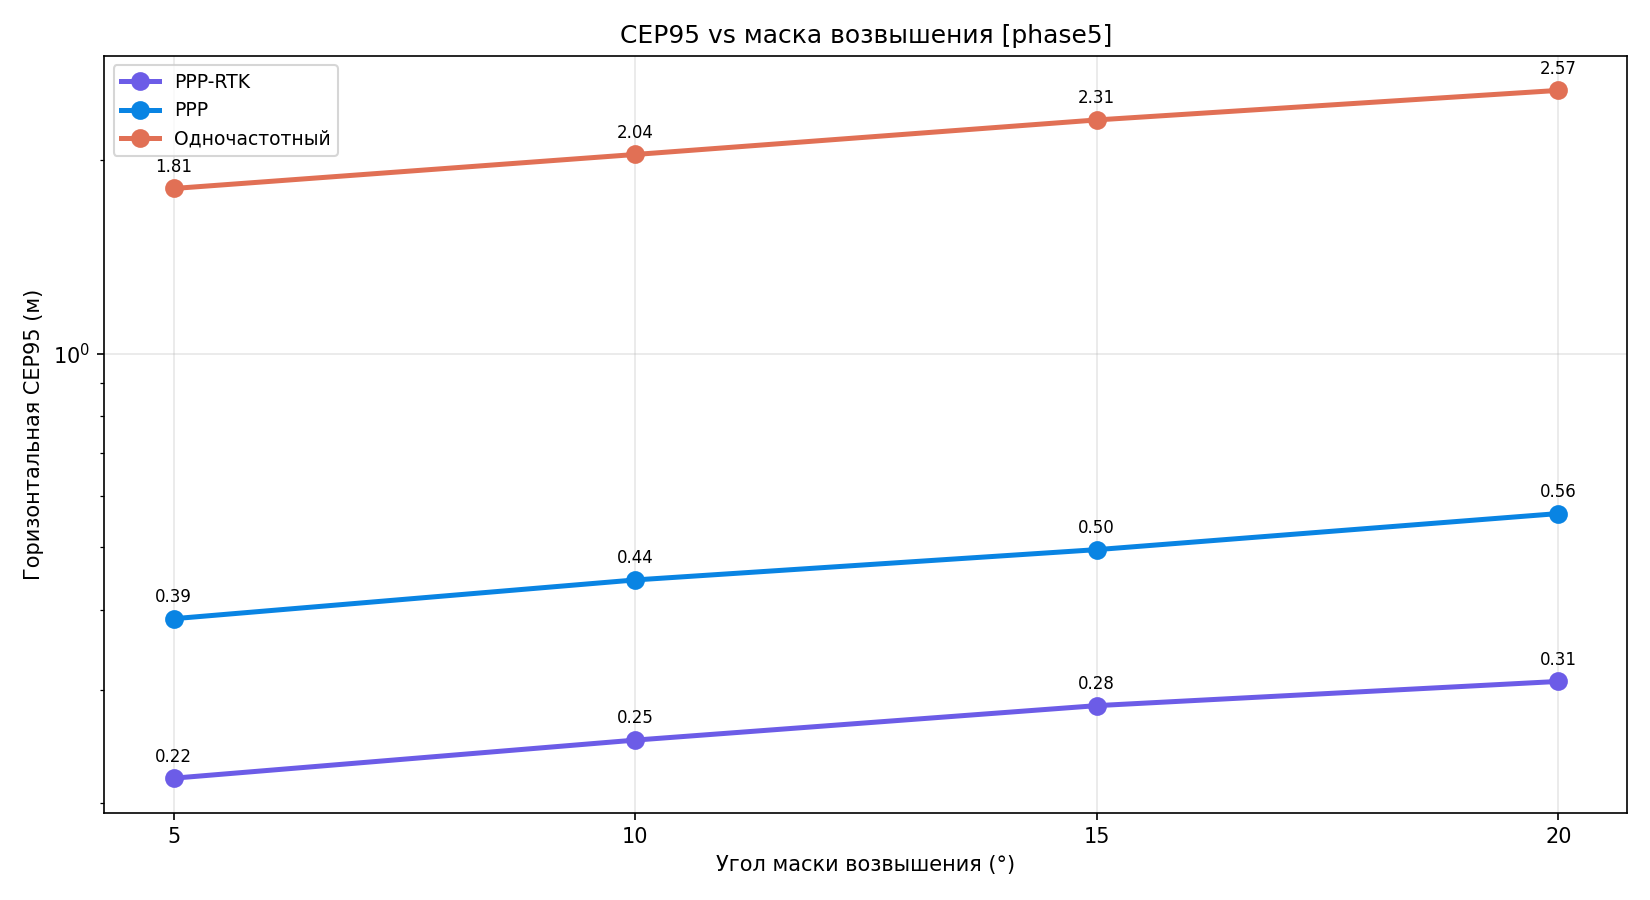 CEP95 vs маска возвышения [phase5]
PPP-RTK
PPP
Одночастотный
1.81
2.04
2.31
2.57
0.39
0.44
0.50
0.56
0.22
0.25
0.28
0.31
Горизонтальная CEP95 (м)
10⁰
5
10
15
20
Угол маски возвышения (°)